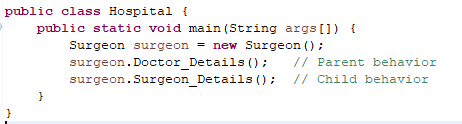 public class Hospital {
    public static void main(String args[]) {
        Surgeon surgeon = new Surgeon();
        surgeon.Doctor_Details();   // Parent behavior
        surgeon.Surgeon_Details();  // Child behavior
    }
}